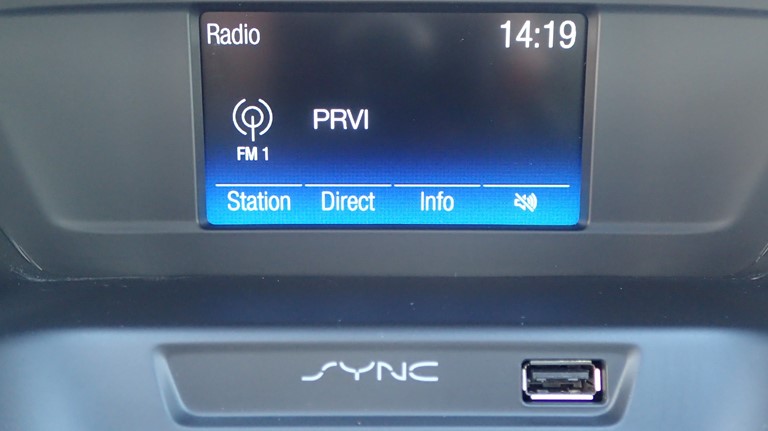 Radio 14:19
PRVI
FM 1
Station Direct Info
SYNC